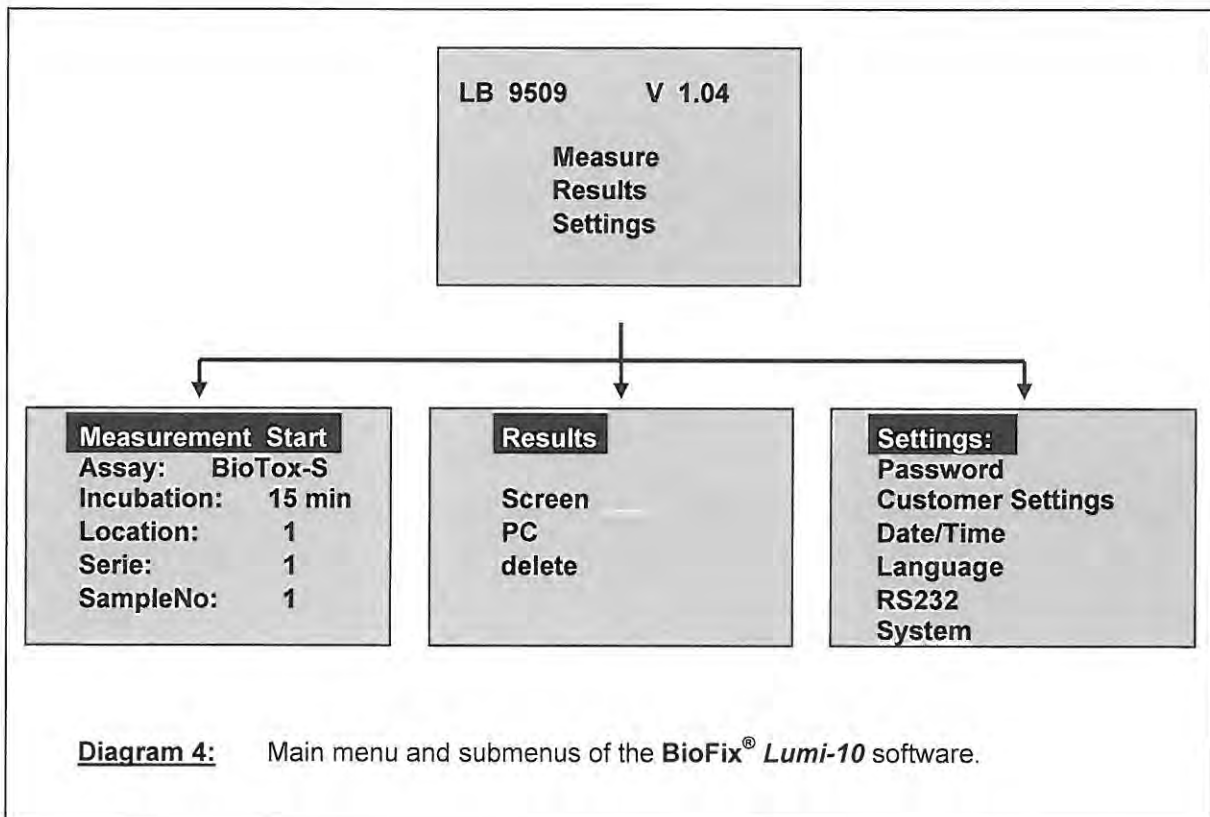 LB 9509 V 1.04
Measure
Results
Settings
Measurement Start
Assay: BioTox-S
Incubation: 15 min
Location: 1
Serie: 1
SampleNo: 1
Results
Screen
PC
delete
Settings:
Password
Customer Settings
Date/Time
Language
RS232
System
Diagram 4: Main menu and submenus of the BioFix® Lumi-10 software.